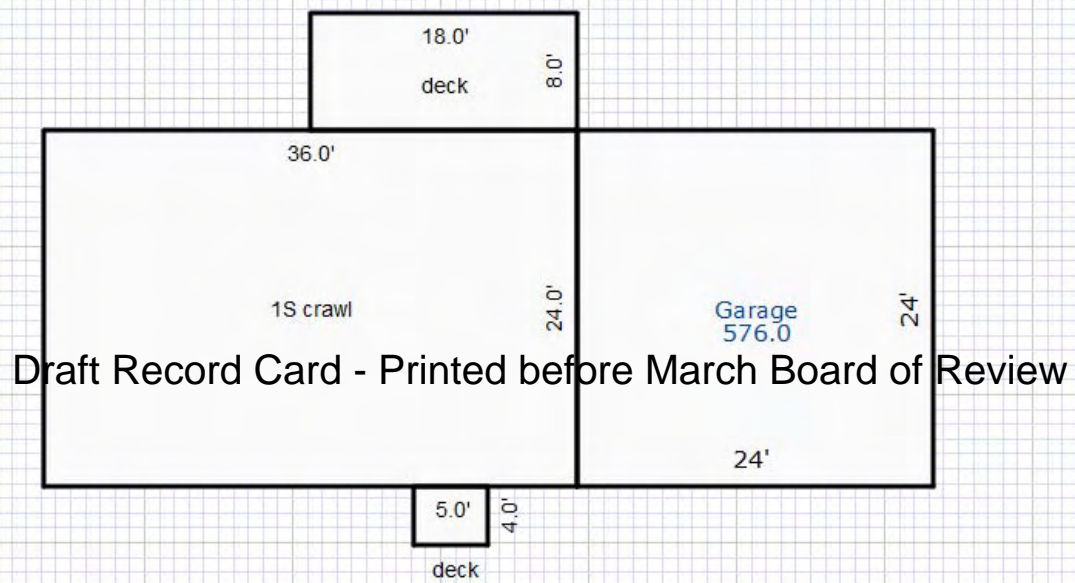 18.0'
deck
8.0'
36.0'
1S crawl
24.0'
Garage
576.0
24'
Draft Record Card - Printed before March Board of Review
24'
5.0'
4.0'
deck